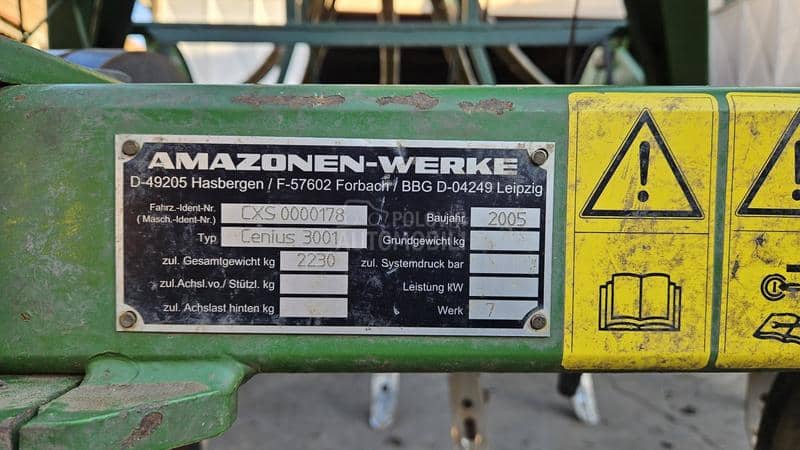 AMAZONEN-WERKE
D-49205 Hasbergen / F-57602 Forbach / BBG D-04249 Leipzig
Fahrz.-Ident-Nr. CXS 0000178 Baujahr 2005
( Masch.-Ident-Nr.)
Typ Cenius 3001 Grundgewicht kg
zul. Gesamtgewicht kg 2230 zul. Systemdruck bar
zul.Achsl.vo./ Stützl. kg Leistung kW
zul. Achslast hinten kg Werk 7